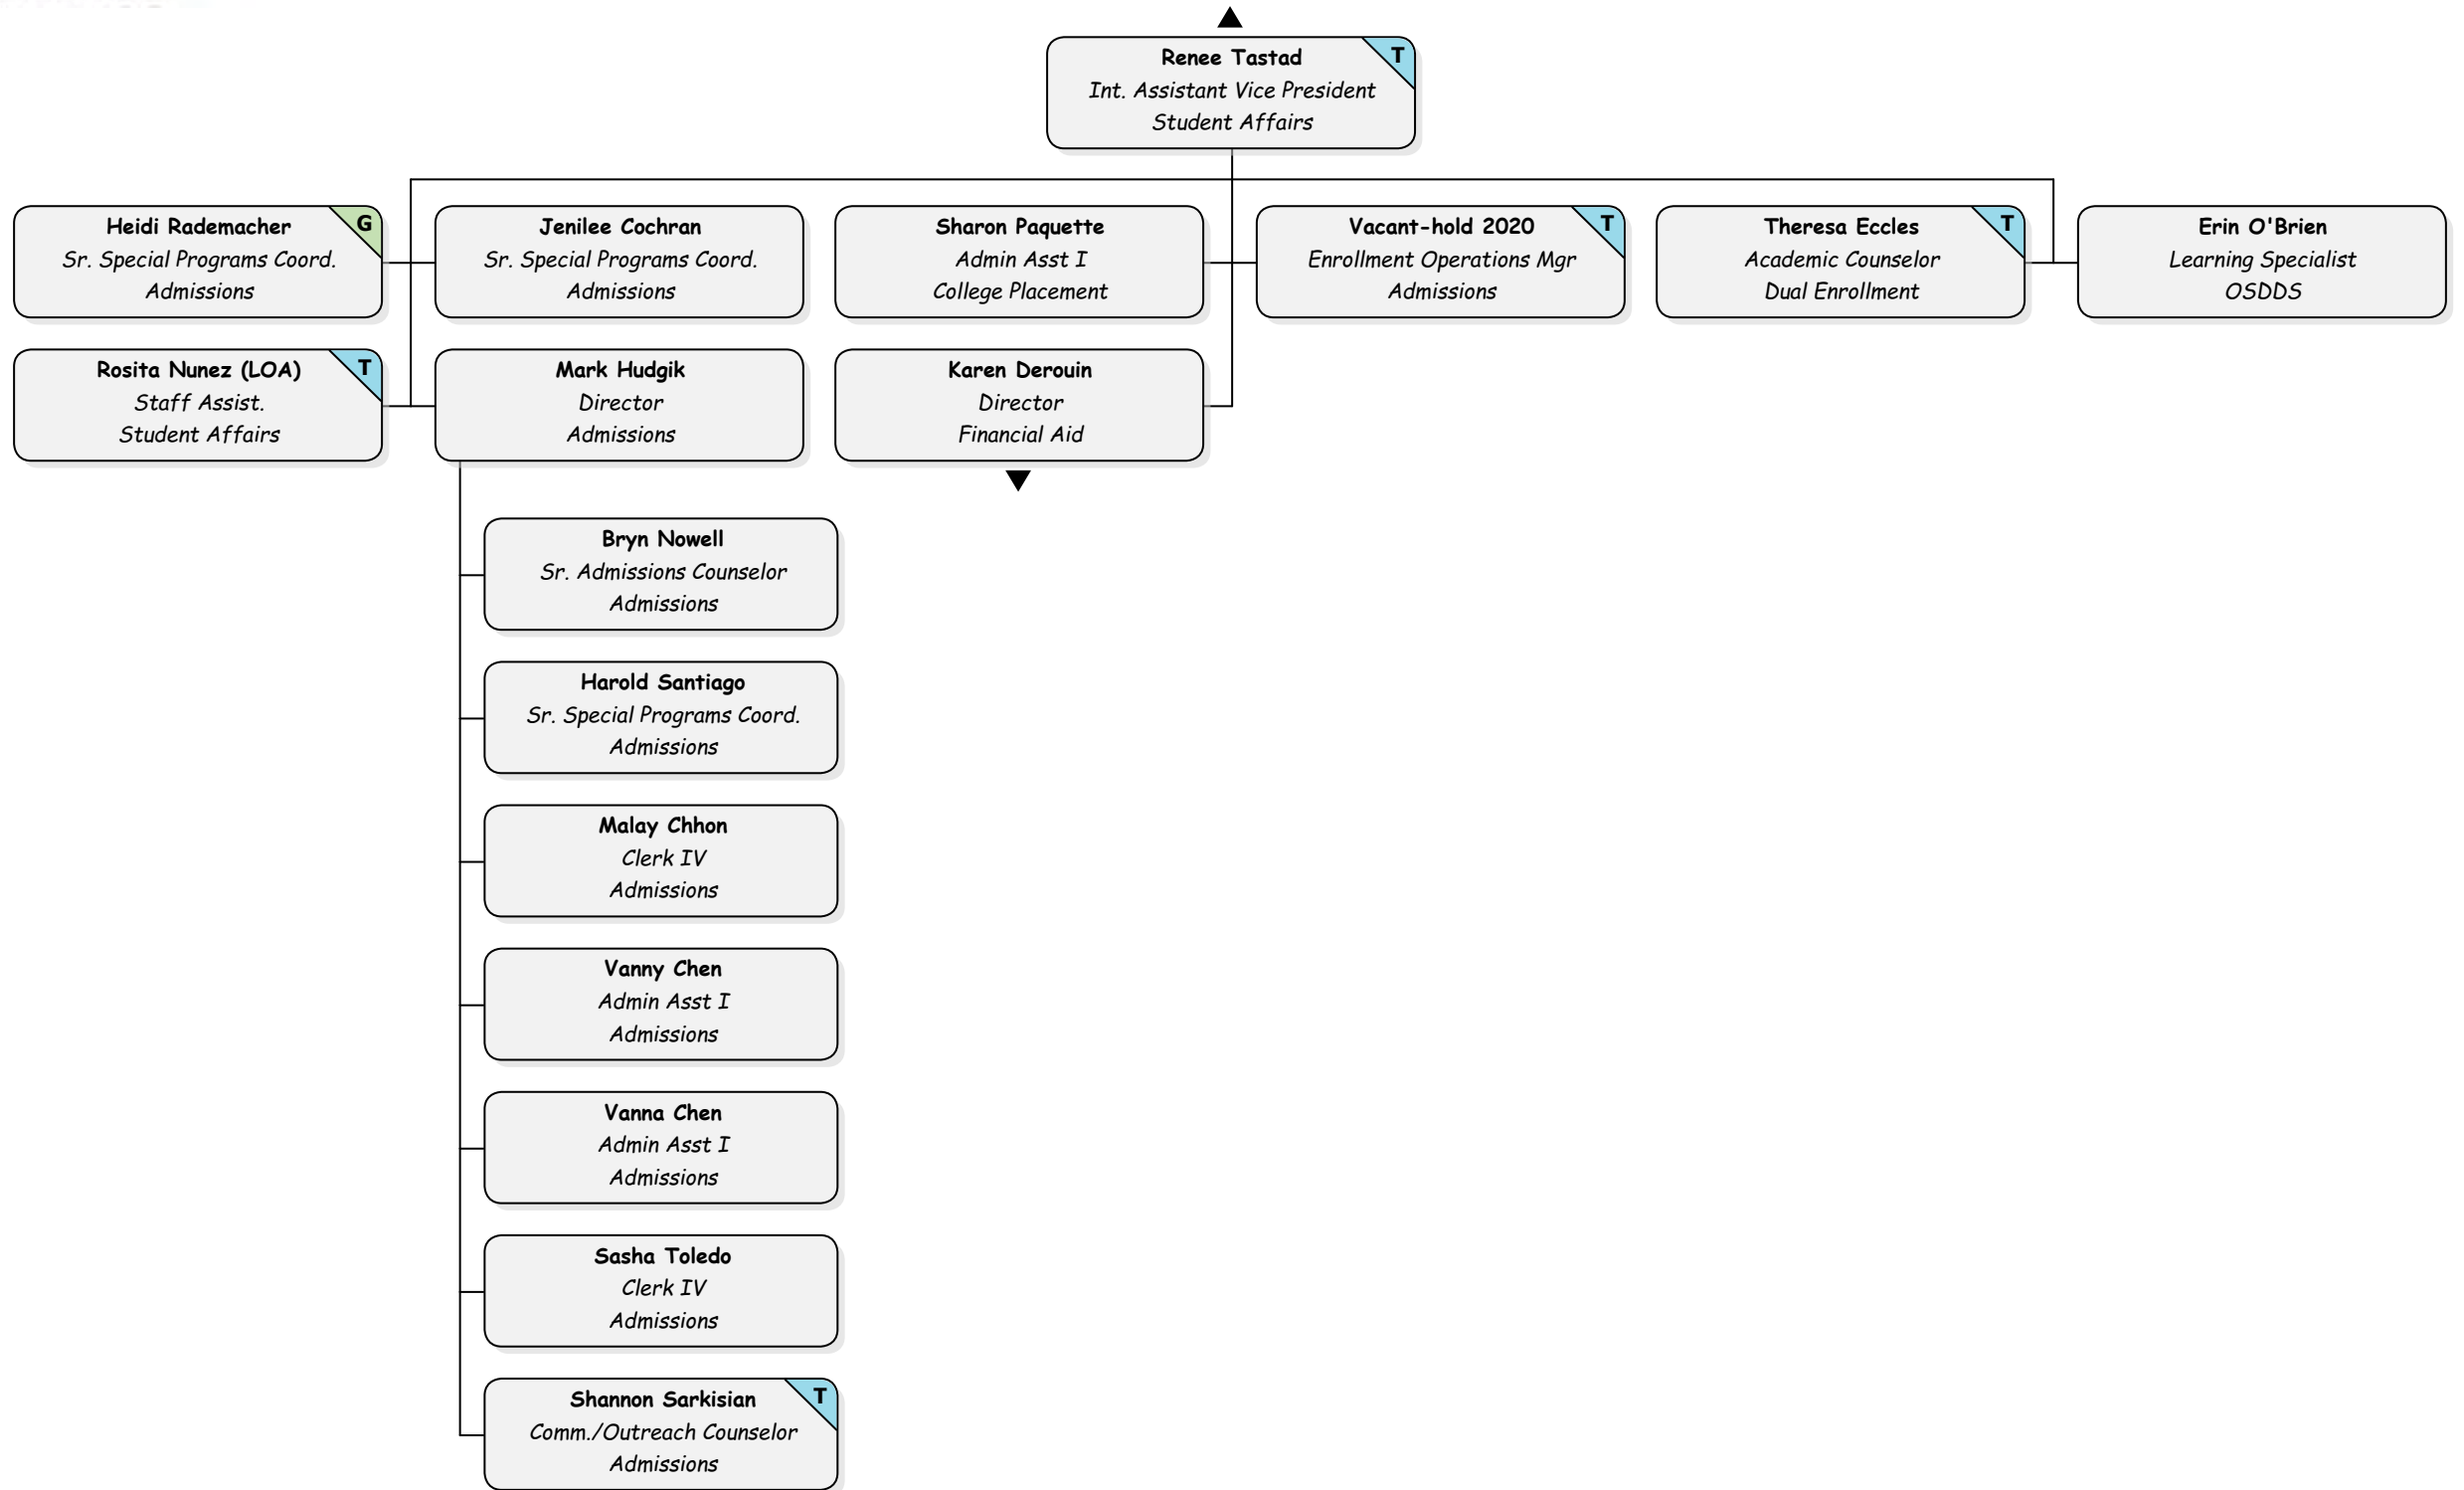 Renee Tastad
T
Int. Assistant Vice President
Student Affairs
Heidi Rademacher
G
Sr. Special Programs Coord.
Admissions
Jenilee Cochran
Sr. Special Programs Coord.
Admissions
Sharon Paquette
Admin Asst I
College Placement
Vacant-hold 2020
T
Enrollment Operations Mgr
Admissions
Theresa Eccles
T
Academic Counselor
Dual Enrollment
Erin O'Brien
Learning Specialist
OSDDS
Rosita Nunez (LOA)
T
Staff Assist.
Student Affairs
Mark Hudgik
Director
Admissions
Karen Derouin
Director
Financial Aid
Bryn Nowell
Sr. Admissions Counselor
Admissions
Harold Santiago
Sr. Special Programs Coord.
Admissions
Malay Chhon
Clerk IV
Admissions
Vanny Chen
Admin Asst I
Admissions
Vanna Chen
Admin Asst I
Admissions
Sasha Toledo
Clerk IV
Admissions
Shannon Sarkisian
T
Comm./Outreach Counselor
Admissions